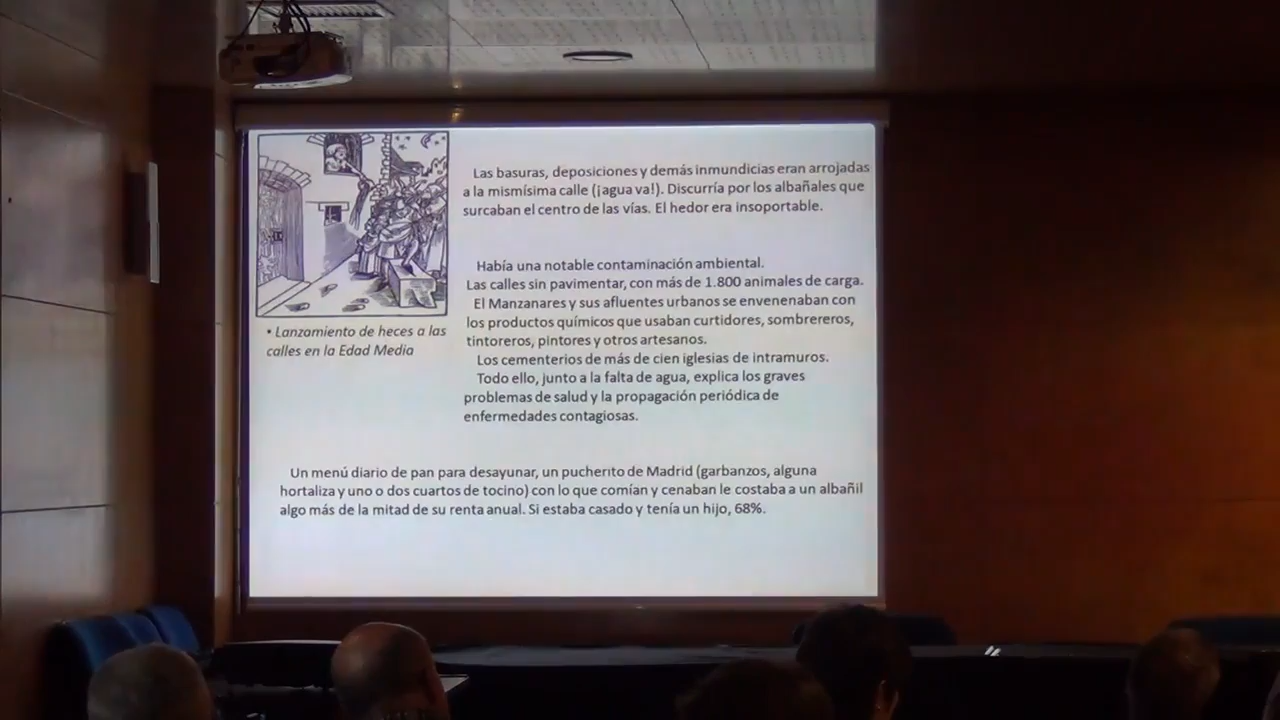 Las basuras, deposiciones y demás inmundicias eran arrojadas
a la mismísima calle (¡agua va!). Discurría por los albañales que
surcaban el centro de las vías. El hedor era insoportable.
Había una notable contaminación ambiental.
Las calles sin pavimentar, con más de 1.800 animales de carga.
El Manzanares y sus afluentes urbanos se envenenaban con
los productos químicos que usaban curtidores, sombrereros,
tintoreros, pintores y otros artesanos.
Los cementerios de más de cien iglesias de intramuros.
Todo ello, junto a la falta de agua, explica los graves
problemas de salud y la propagación periódica de
enfermedades contagiosas.
• Lanzamiento de heces a las
calles en la Edad Media
Un menú diario de pan para desayunar, un pucherito de Madrid (garbanzos, alguna
hortaliza y uno o dos cuartos de tocino) con lo que comían y cenaban le costaba a un albañil
algo más de la mitad de su renta anual. Si estaba casado y tenía un hijo, 68%.